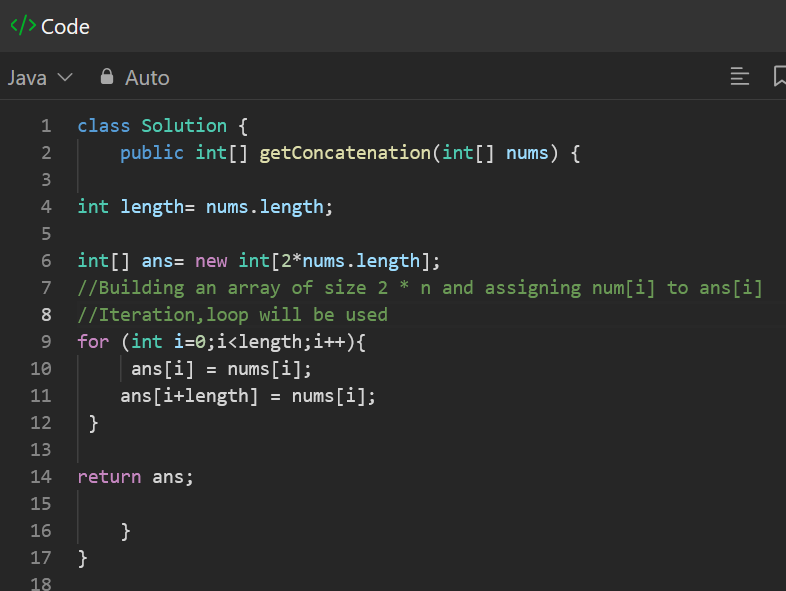 </> Code
Java Auto
1 class Solution {
2 public int[] getConcatenation(int[] nums) {
3
4 int length= nums.length;
5
6 int[] ans= new int[2*nums.length];
7 //Building an array of size 2 * n and assigning num[i] to ans[i]
8 //Iteration,loop will be used
9 for (int i=0;i<length;i++){
10 ans[i] = nums[i];
11 ans[i+length] = nums[i];
12 }
13
14 return ans;
15
16 }
17 }
18